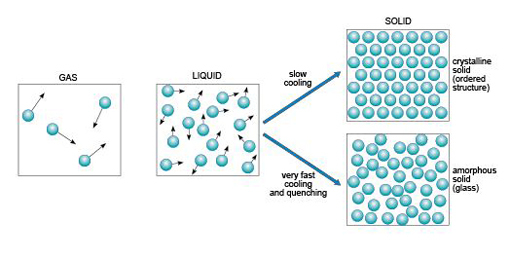 SOLID
GAS
LIQUID
slow
cooling
crystalline
solid
(ordered
structure)
very fast
cooling
and quenching
amorphous
solid
(glass)